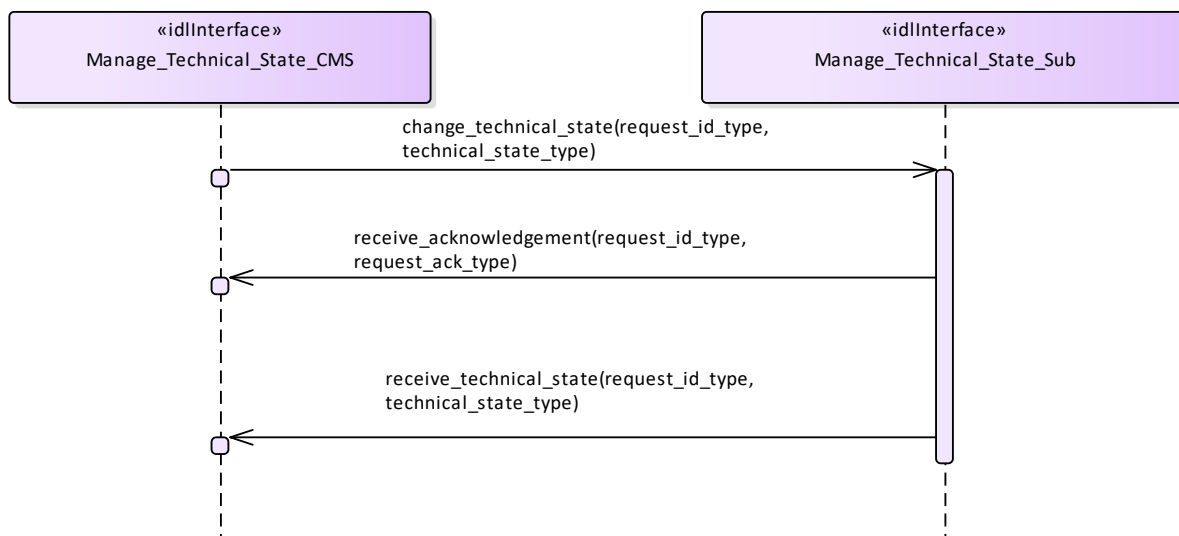 «idlInterface»
Manage_Technical_State_CMS
«idlInterface»
Manage_Technical_State_Sub
change_technical_state(request_id_type,
technical_state_type)
receive_acknowledgement(request_id_type,
request_ack_type)
receive_technical_state(request_id_type,
technical_state_type)